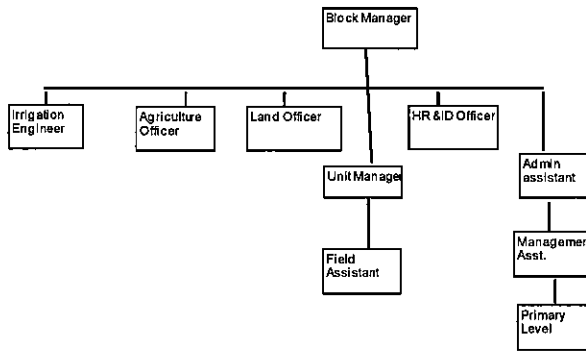 Block Manager
Irrigation
Engineer
Agriculture
Officer
Land Officer
HR &ID Officer
Unit Manager
Admin
assistant
Field
Assistant
Managemen
Asst.
Primary
Level